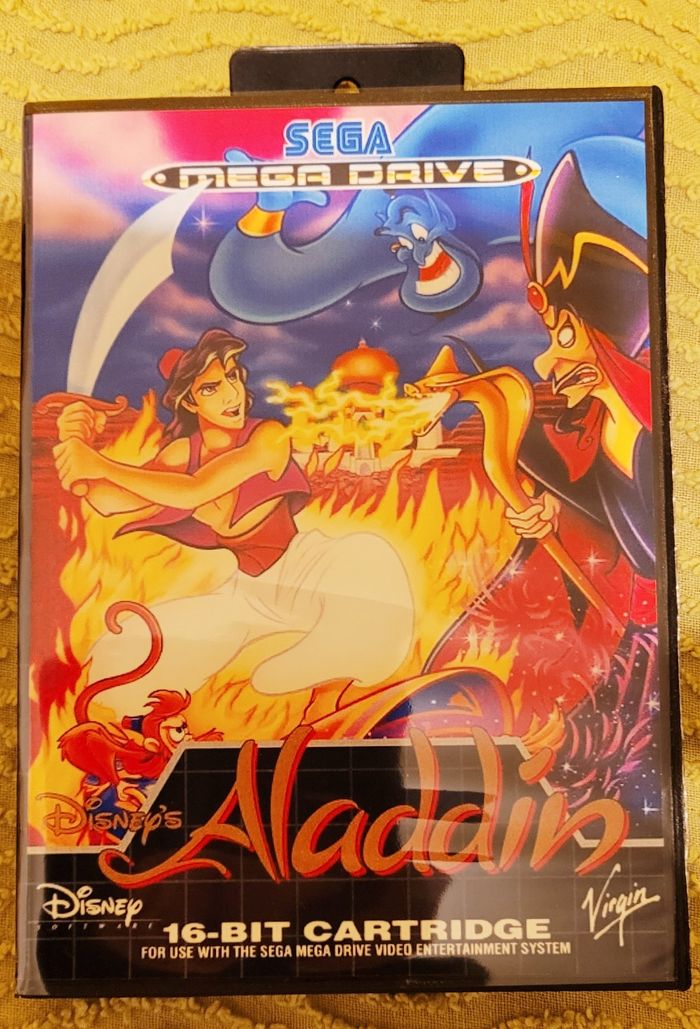 SEGA
MEGA DRIVE
DISNEY'S
Aladdin
DISNEY
SOFTWARE
Virgin
16-BIT CARTRIDGE
FOR USE WITH THE SEGA MEGA DRIVE VIDEO ENTERTAINMENT SYSTEM